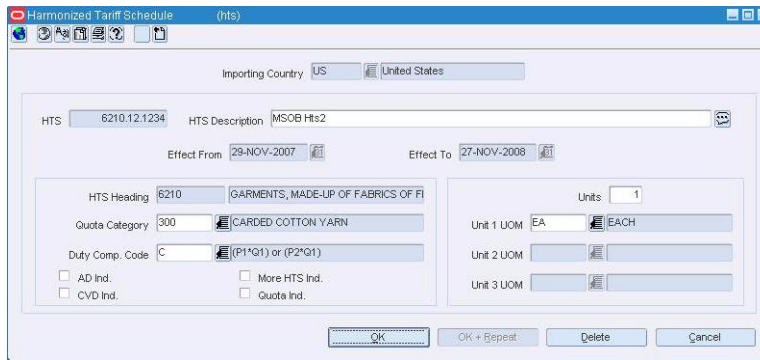 Harmonized Tariff Schedule (hts)
Importing Country US United States
HTS 6210.12.1234 HTS Description MSOB Hts2
Effect From 29-NOV-2007 Effect To 27-NOV-2008
HTS Heading 6210 GARMENTS, MADE-UP OF FABRICS OF FI
Units 1
Quota Category 300 CARDED COTTON YARN
Unit 1 UOM EA EACH
Duty Comp. Code C (P1*Q1) or (P2*Q1)
Unit 2 UOM
AD Ind. More HTS Ind.
Unit 3 UOM
CVD Ind. Quota Ind.
OK OK + Repeat Delete Cancel